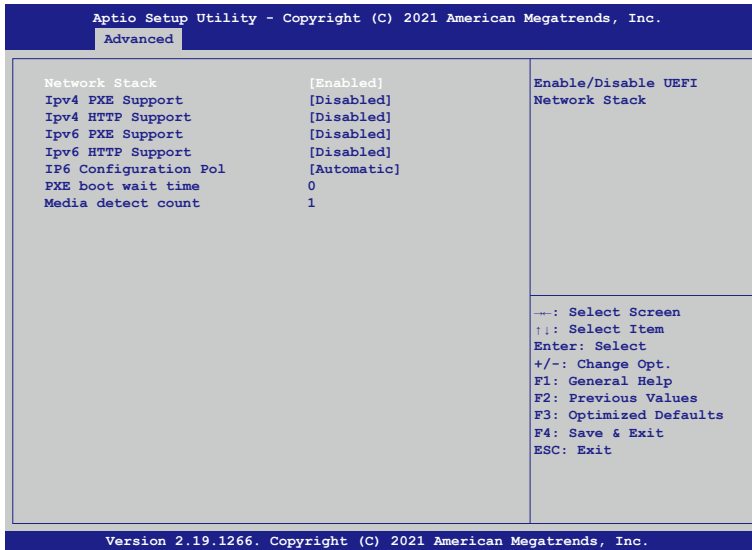 Aptio Setup Utility - Copyright (C) 2021 American Megatrends, Inc.
Advanced
Network Stack [Enabled]
Ipv4 PXE Support [Disabled]
Ipv4 HTTP Support [Disabled]
Ipv6 PXE Support [Disabled]
Ipv6 HTTP Support [Disabled]
IP6 Configuration Pol [Automatic]
PXE boot wait time 0
Media detect count 1
Enable/Disable UEFI
Network Stack
→←: Select Screen
↑↓: Select Item
Enter: Select
+/-: Change Opt.
F1: General Help
F2: Previous Values
F3: Optimized Defaults
F4: Save & Exit
ESC: Exit
Version 2.19.1266. Copyright (C) 2021 American Megatrends, Inc.